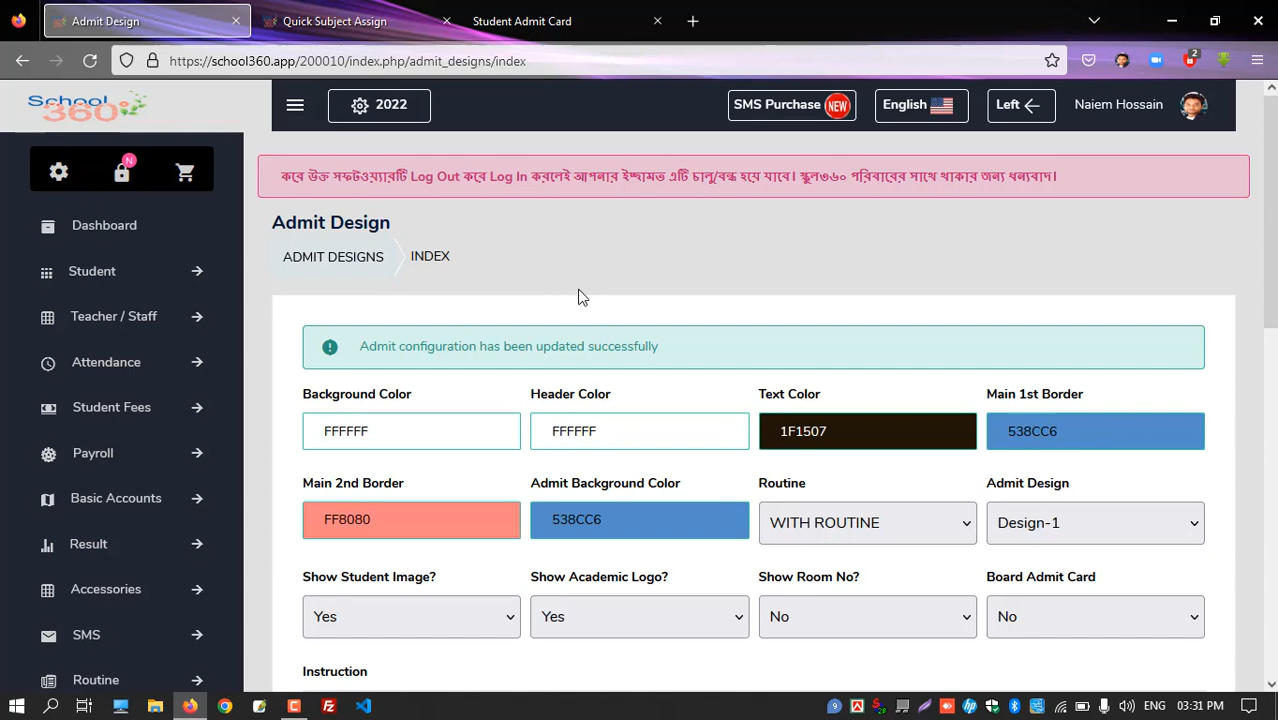 Admit Design
Quick Subject Assign
Student Admit Card
https://school360.app/200010/index.php/admit_designs/index
2
School
360°
2022
SMS Purchase NEW
English
Left
Naiem Hossain
N
করে উক্ত সফটওয়্যারটি Log Out করে Log In করলেই আপনার ইচ্ছামত এটি চালু/বন্ধ হয়ে যাবে। স্কুল৩৬০ পরিবারের সাথে থাকার জন্য ধন্যবাদ।
Dashboard
Student
Teacher / Staff
Attendance
Student Fees
Payroll
Basic Accounts
Result
Accessories
SMS
Routine
Admit Design
ADMIT DESIGNS
INDEX
Admit configuration has been updated successfully
Background Color
Header Color
Text Color
Main 1st Border
FFFFFF
FFFFFF
1F1507
538CC6
Main 2nd Border
Admit Background Color
Routine
Admit Design
FF8080
538CC6
WITH ROUTINE
Design-1
Show Student Image?
Show Academic Logo?
Show Room No?
Board Admit Card
Yes
Yes
No
No
Instruction
ENG
03:31 PM